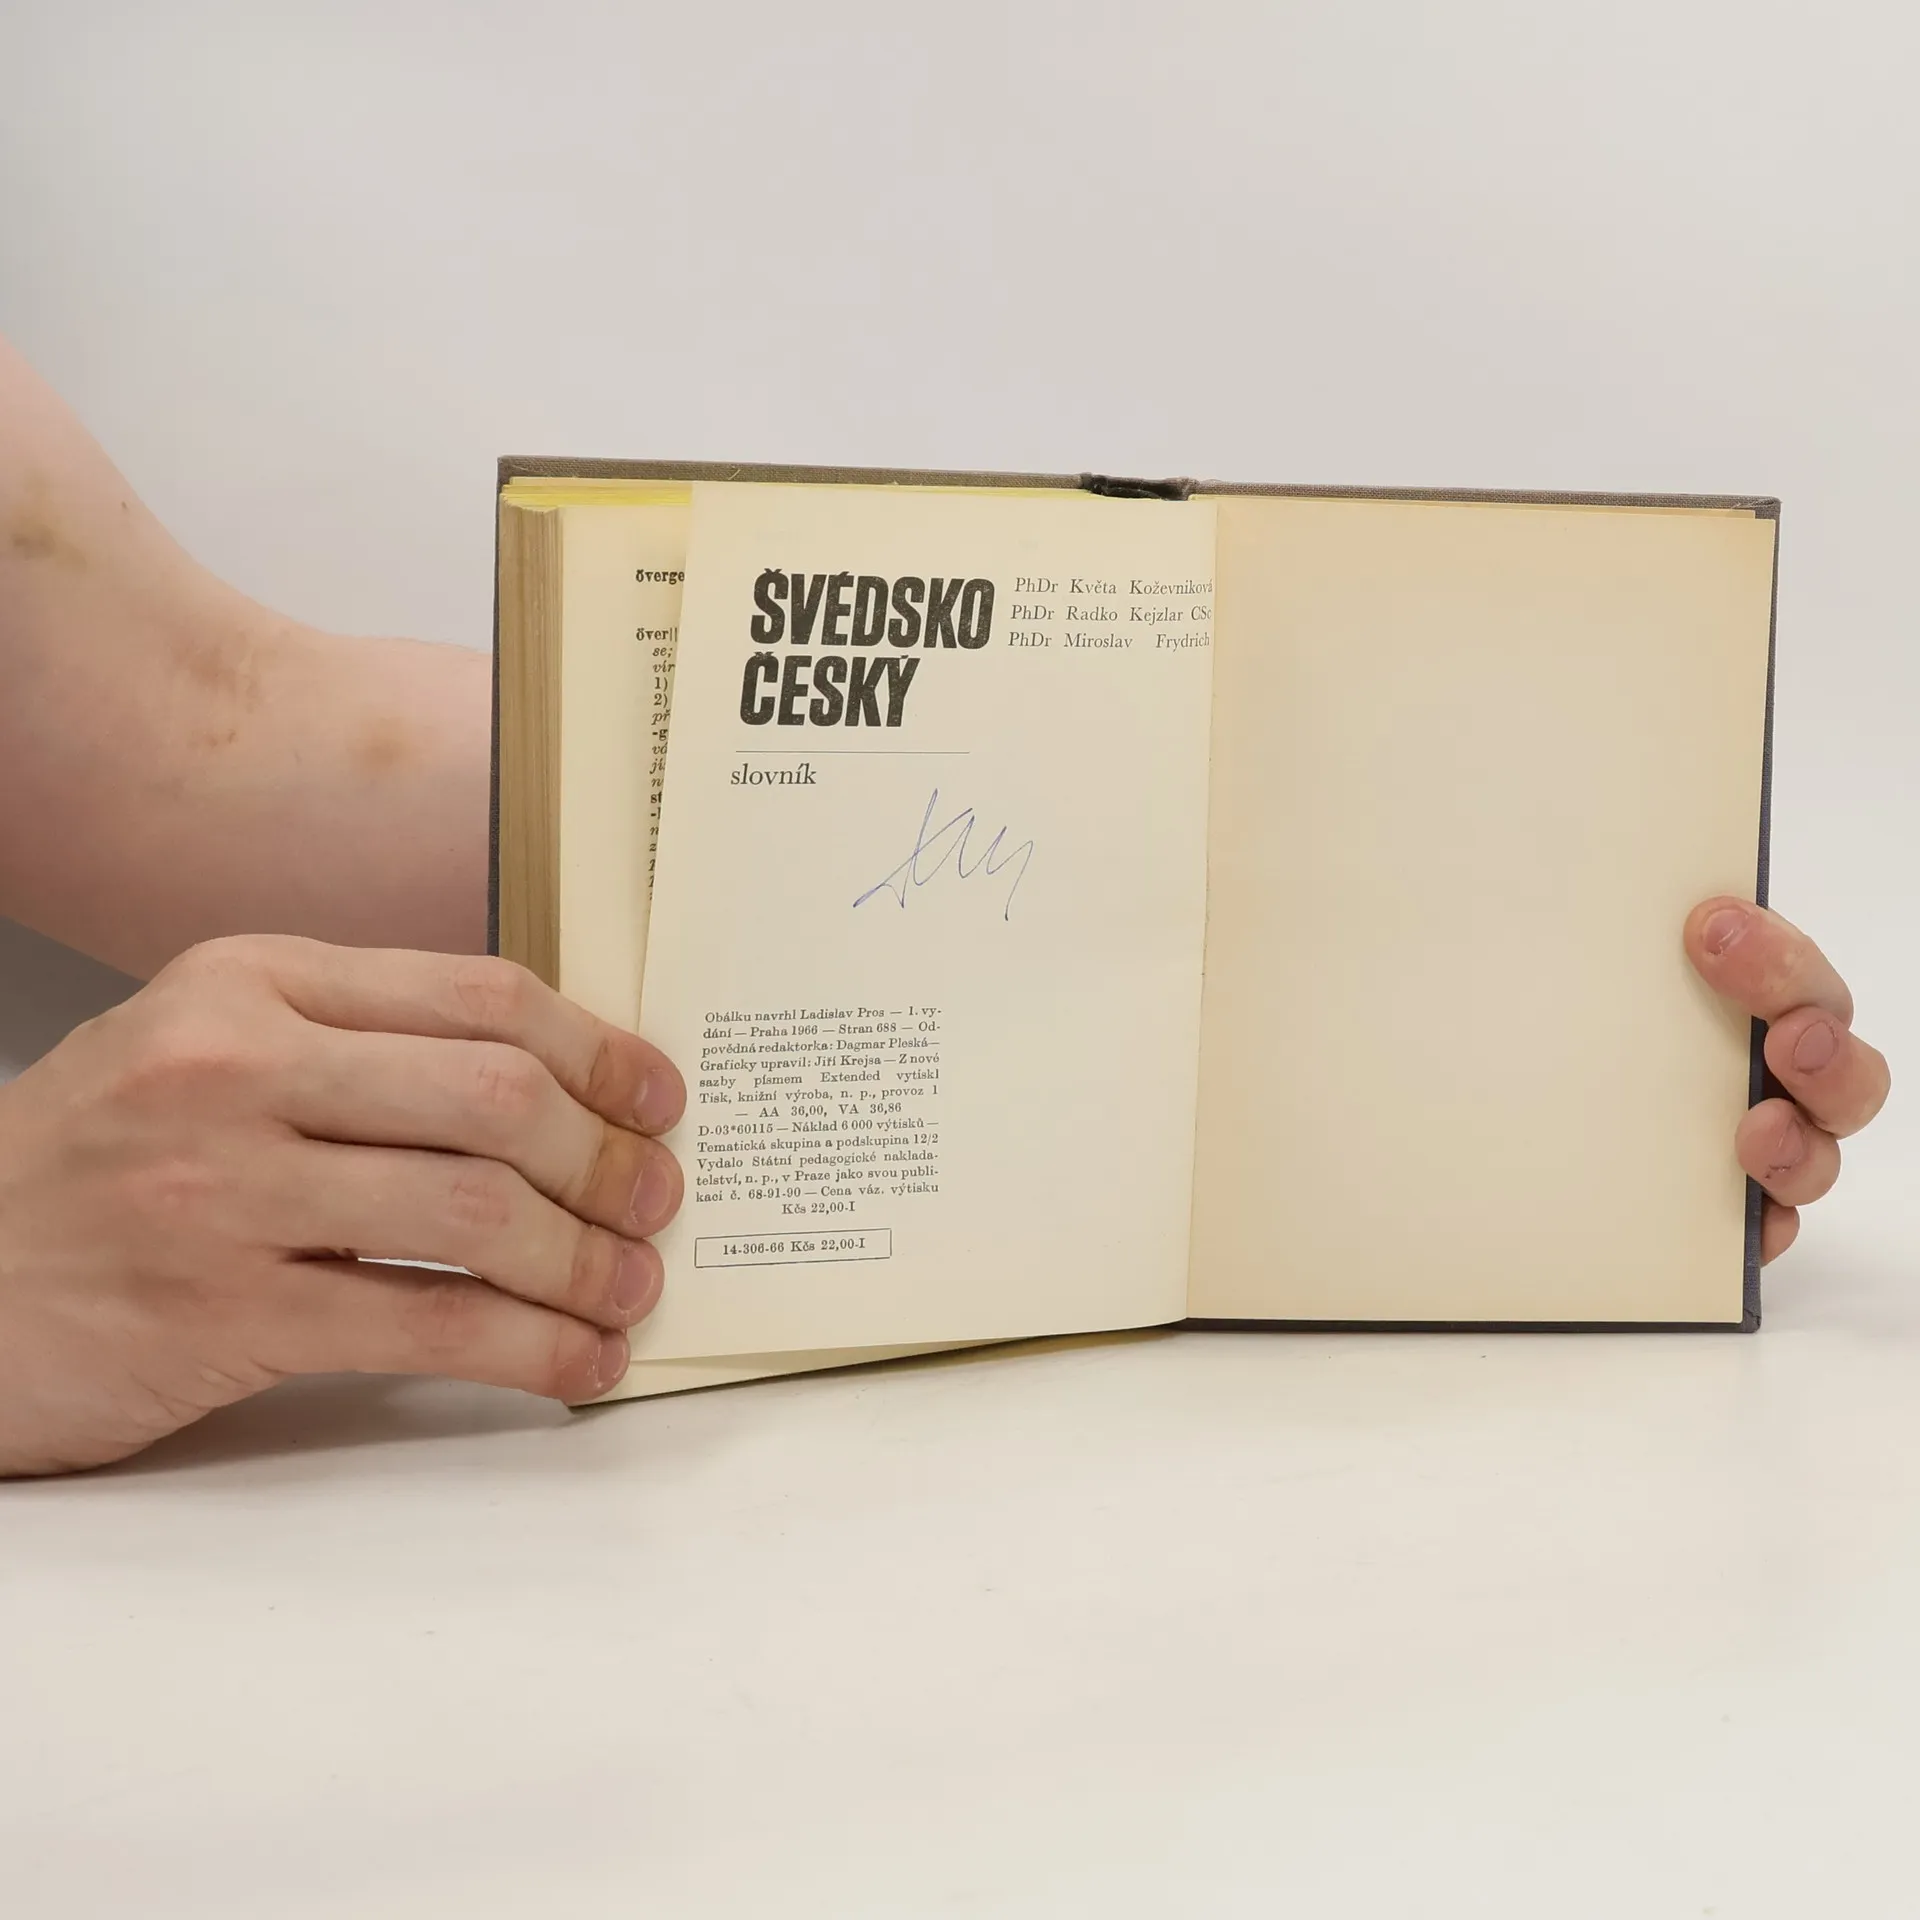 överge
över||
se;
vír
1)
2)
př
-g
vá
jí
st
ŠVÉDSKO
ČESKÝ
slovník
PhDr Květa Koževniková
PhDr Radko Kejzlar CSc
PhDr Miroslav Frydrich
Obálku navrhl Ladislav Pros — 1. vy-
dání — Praha 1966 — Stran 688 — Od-
povědná redaktorka: Dagmar Pleská —
Graficky upravil: Jiří Krejsa — Z nové
sazby písmem Extended vytiskl
Tisk, knižní výroba, n. p., provoz 1
— AA 36,00, VA 36,86
D-03*60115 — Náklad 6 000 výtisků —
Tematická skupina a podskupina 12/2
Vydalo Státní pedagogické naklada-
telství, n. p., v Praze jako svou publi-
kaci č. 68-91-90 — Cena váz. výtisku
Kčs 22,00-I
14-306-66 Kčs 22,00-I